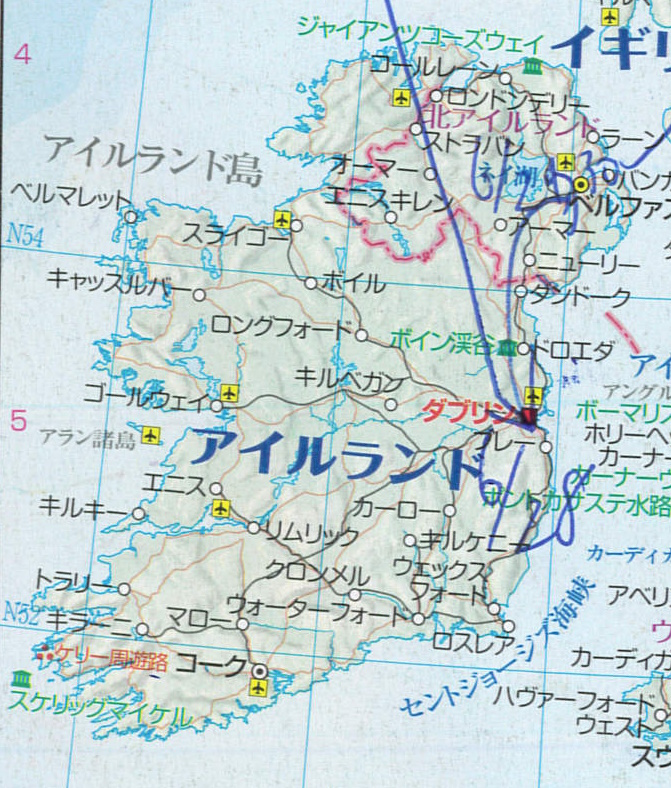 4
ジャイアンツコーズウェイ
イギリ
コールレーン
ロンドンデリー
北アイルランド
ストラバン
ラーン
アイルランド島
オーマー
ネイ湖
バンガ
ベルマレット
エニスキレン
ベルファス
N54
スライゴー
アーマー
ニューリー
キャッスルバー
ボイル
ダンドーク
ロングフォード
ボイン渓谷
ドロエダ
アイ
キルベガン
アングル
ゴールウェイ
ダブリン
ボーマリス
5
アラン諸島
ブレー
ホリーヘ
カーナー
アイルランド
カーナーヴ
エニス
ポントカサステ水路
キルキー
カーロー
リムリック
キルケニー
カーディガ
クロンメル
ウェックス
フォード
トラリー
アベリ
N52
ウォーターフォード
キラーニー
マロー
ロスレア
ケリー周遊路
コーク
カーディガ
セントジョージズ海峡
スケリッグマイケル
ハヴァーフォード
ウェスト
スウ